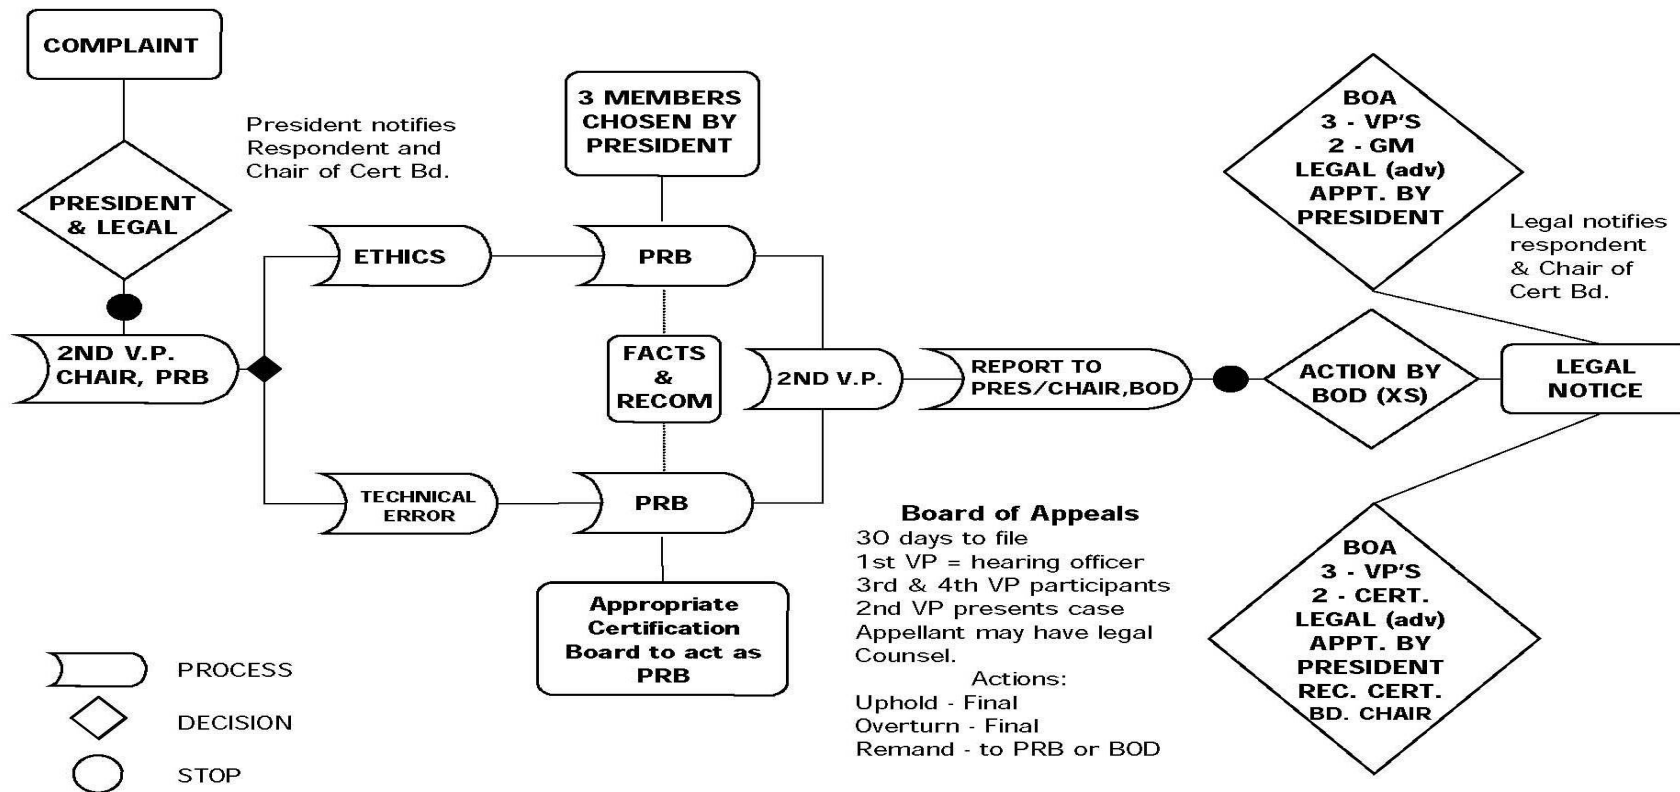 COMPLAINT
President notifies
Respondent and
Chair of Cert Bd.
PRESIDENT
& LEGAL
2ND V.P.
CHAIR, PRB
ETHICS
TECHNICAL
ERROR
3 MEMBERS
CHOSEN BY
PRESIDENT
PRB
FACTS
&
RECOM
PRB
Appropriate
Certification
Board to act as
PRB
2ND V.P.
REPORT TO
PRES/CHAIR,BOD
ACTION BY
BOD (XS)
LEGAL
NOTICE
BOA
3 - VP'S
2 - GM
LEGAL (adv)
APPT. BY
PRESIDENT
Legal notifies
respondent
& Chair of
Cert Bd.
BOA
3 - VP'S
2 - CERT.
LEGAL (adv)
APPT. BY
PRESIDENT
REC. CERT.
BD. CHAIR
Board of Appeals
30 days to file
1st VP = hearing officer
3rd & 4th VP participants
2nd VP presents case
Appellant may have legal
Counsel.
Actions:
Uphold - Final
Overturn - Final
Remand - to PRB or BOD
PROCESS
DECISION
STOP